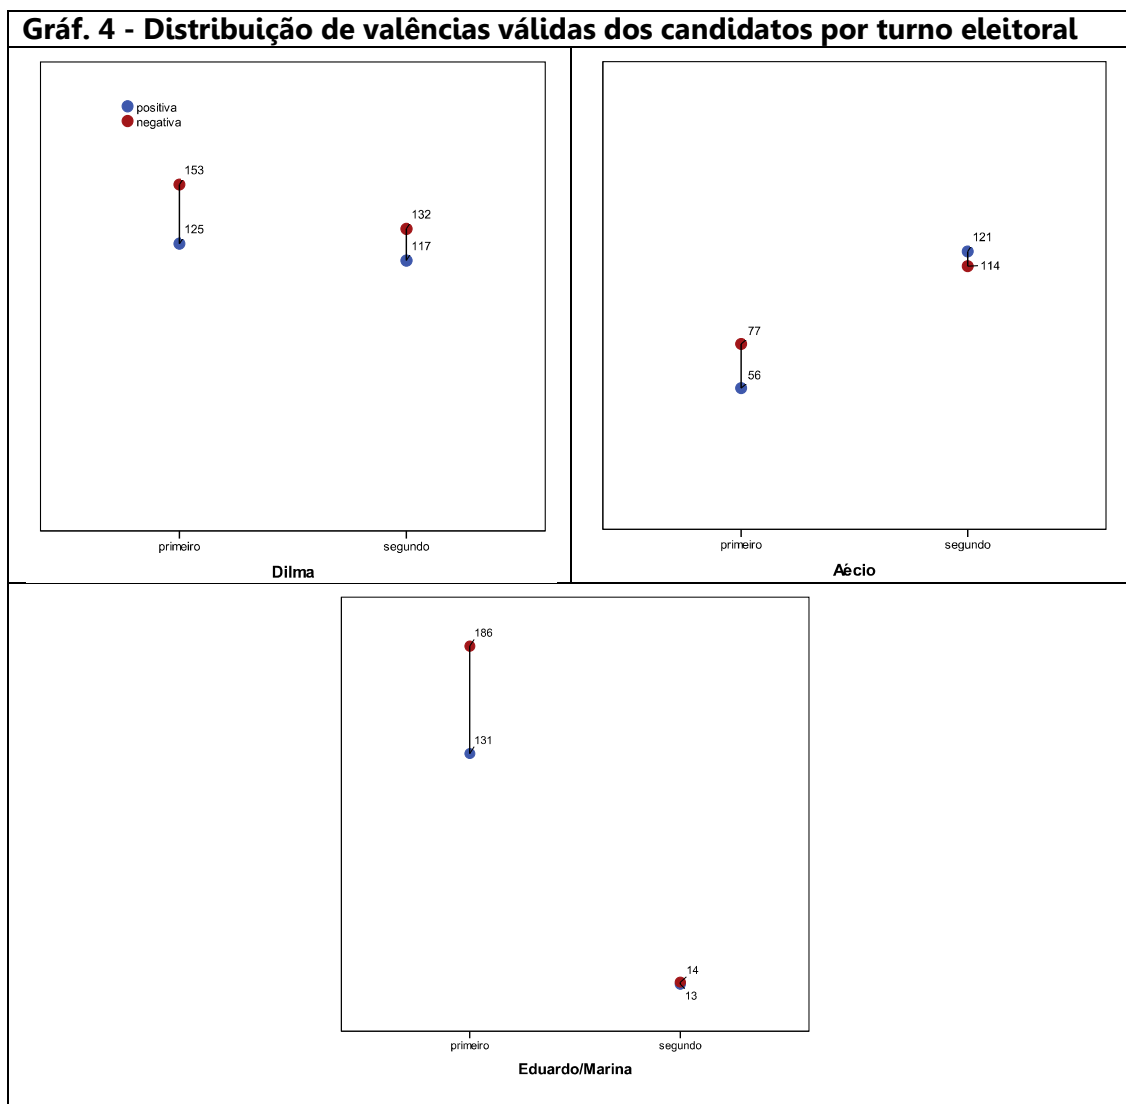 Gráf. 4 - Distribuição de valências válidas dos candidatos por turno eleitoral
positiva
negativa
153
125
132
117
primeiro
segundo
Dilma
121
114
77
56
primeiro
segundo
Aécio
186
131
14
13
primeiro
segundo
Eduardo/Marina